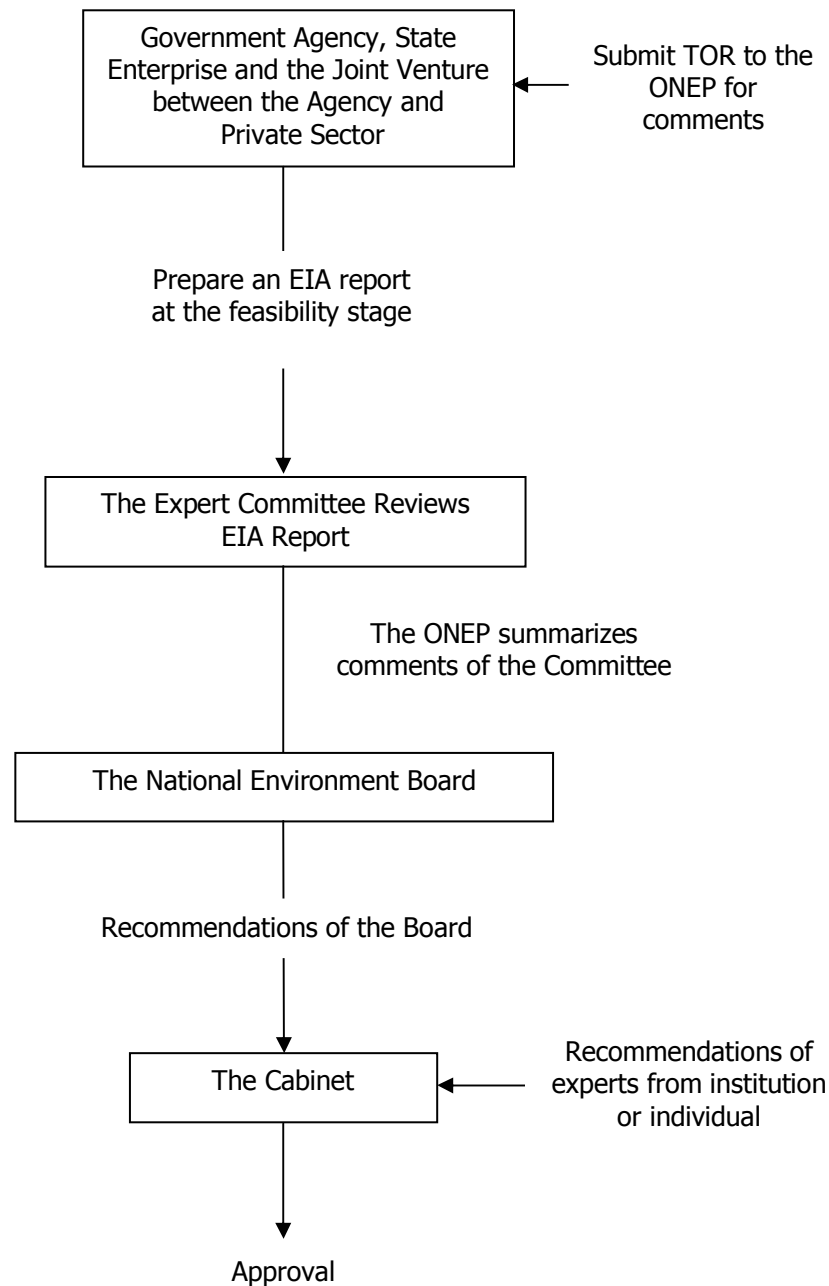 Government Agency, State
Enterprise and the Joint Venture
between the Agency and
Private Sector
Submit TOR to the
ONEP for
comments
Prepare an EIA report
at the feasibility stage
The Expert Committee Reviews
EIA Report
The ONEP summarizes
comments of the Committee
The National Environment Board
Recommendations of the Board
The Cabinet
Recommendations of
experts from institution
or individual
Approval